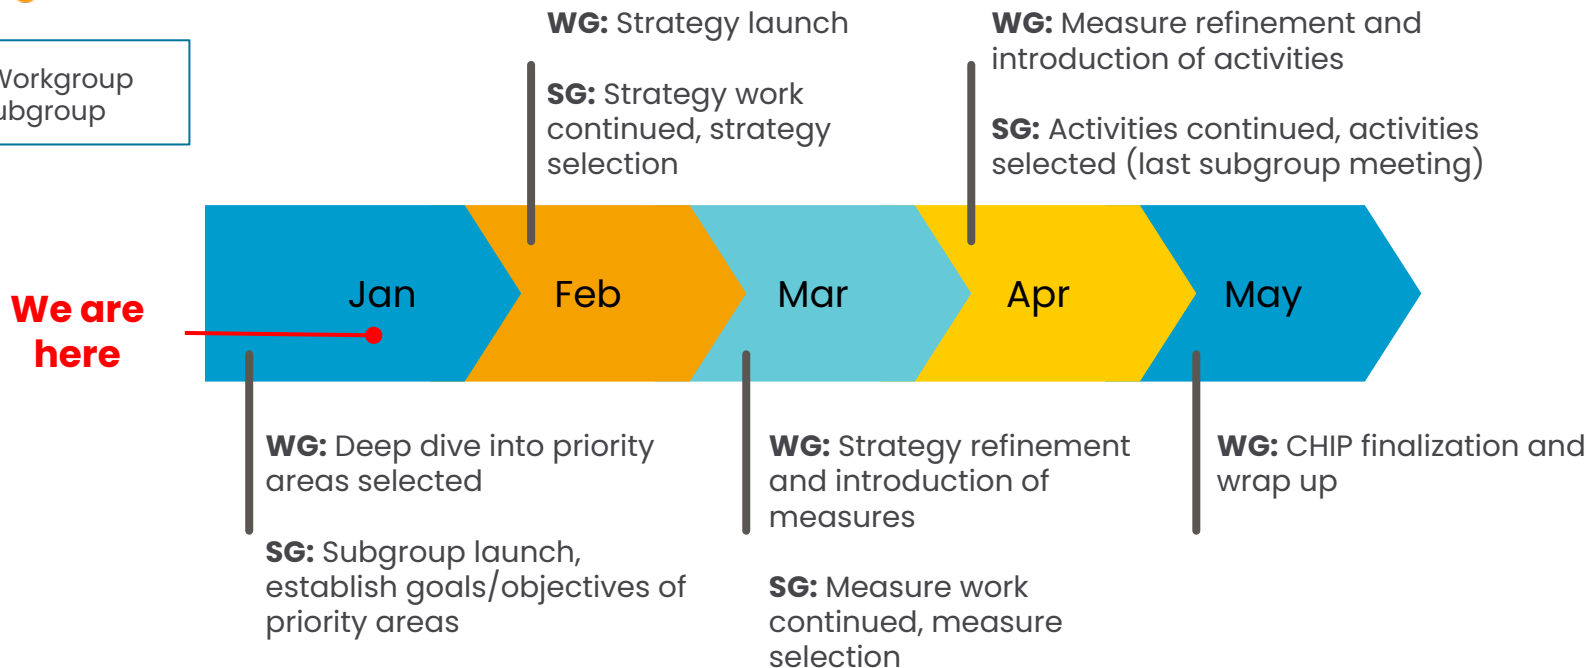 Workgroup
ubgroup
WG: Strategy launch
SG: Strategy work
continued, strategy
selection
WG: Measure refinement and
introduction of activities
SG: Activities continued, activities
selected (last subgroup meeting)
We are
here
Jan
Feb
Mar
Apr
May
WG: Deep dive into priority
areas selected
SG: Subgroup launch,
establish goals/objectives of
priority areas
WG: Strategy refinement
and introduction of
measures
SG: Measure work
continued, measure
selection
WG: CHIP finalization and
wrap up